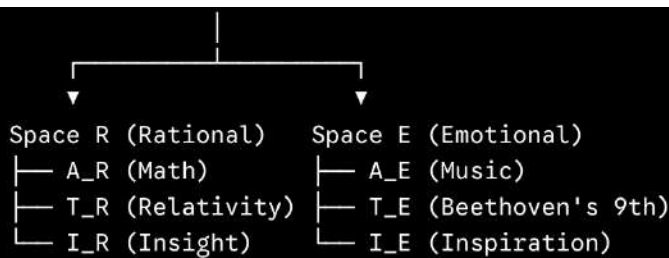 Space R (Rational) Space E (Emotional)
├── A_R (Math) ├── A_E (Music)
├── T_R (Relativity) ├── T_E (Beethoven's 9th)
└── I_R (Insight) └── I_E (Inspiration)